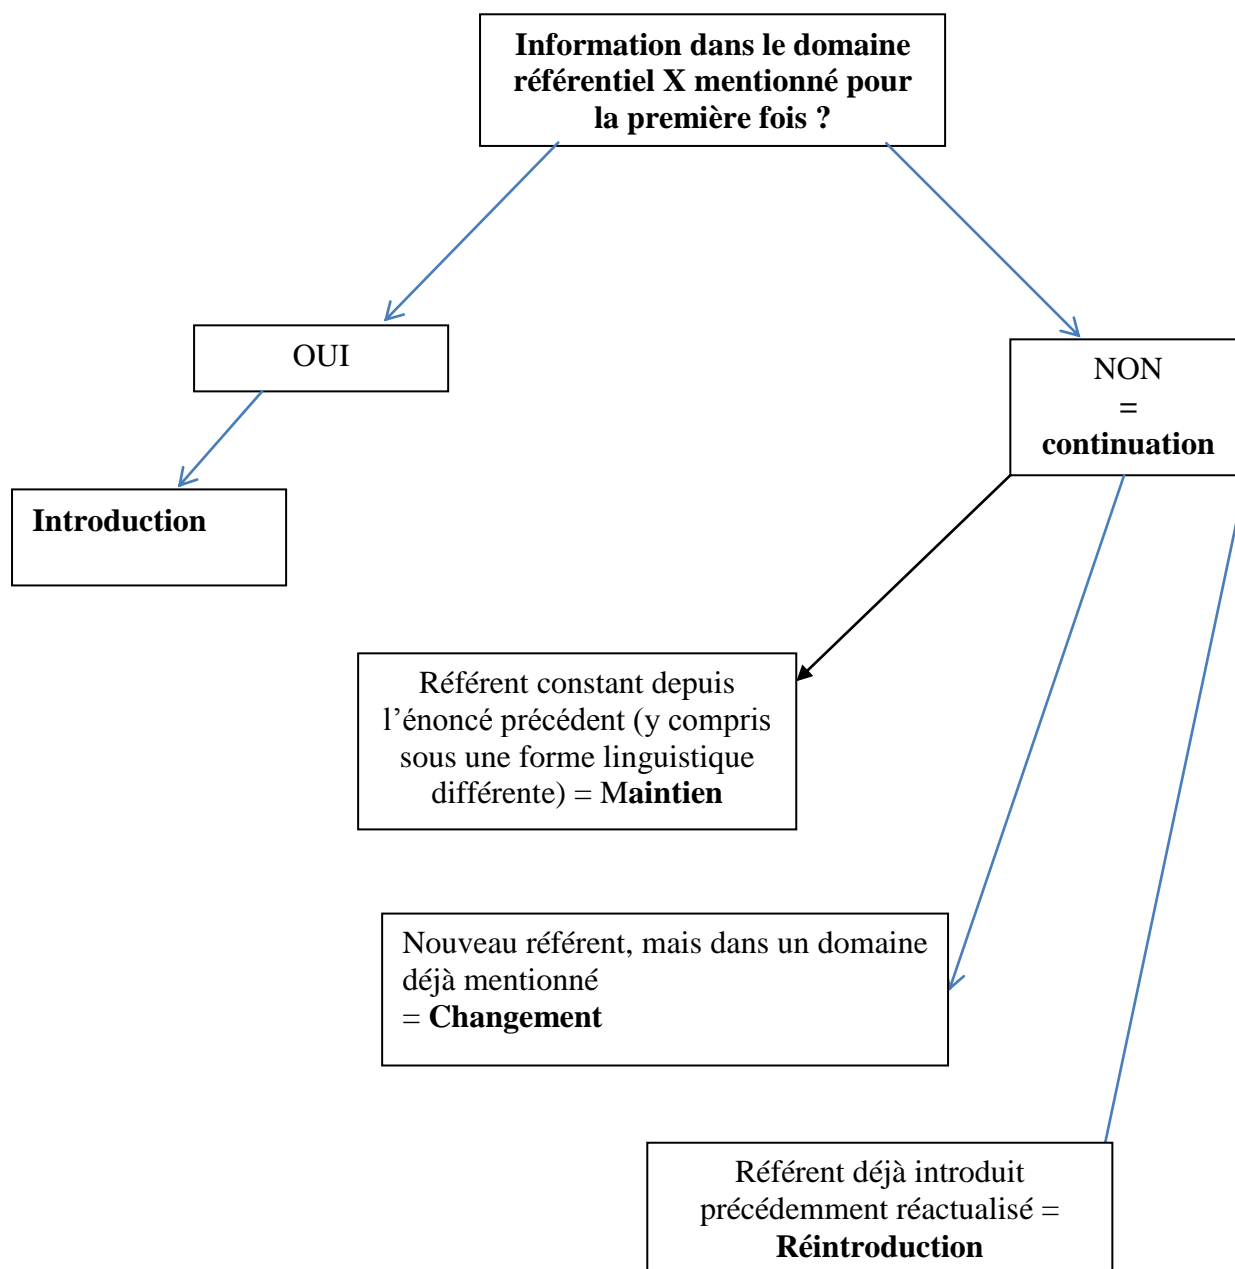 Information dans le domaine
référentiel X mentionné pour
la première fois ?
OUI
NON
=
continuation
Introduction
Référent constant depuis
l’énoncé précédent (y compris
sous une forme linguistique
différente) = Maintien
Nouveau référent, mais dans un domaine
déjà mentionné
= Changement
Référent déjà introduit
précédemment réactualisé =
Réintroduction